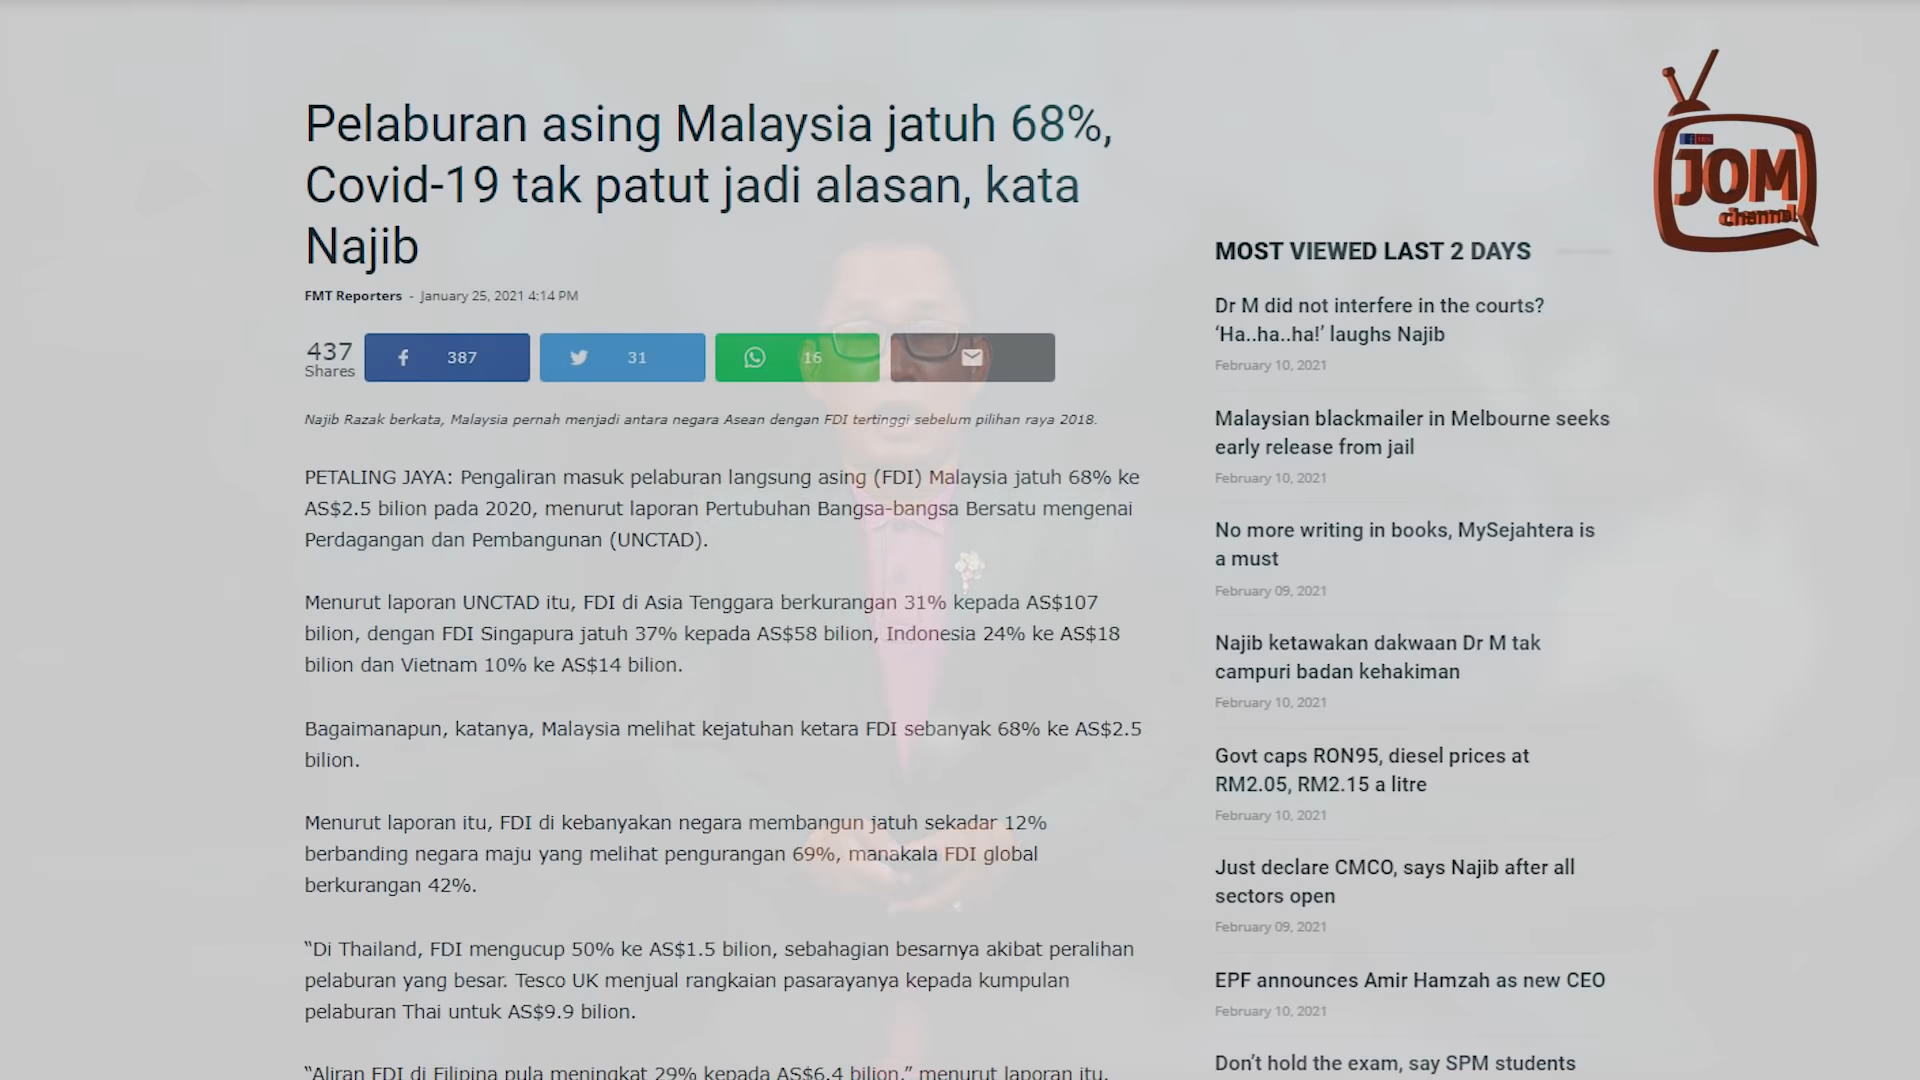 Pelaburan asing Malaysia jatuh 68%,
Covid-19 tak patut jadi alasan, kata
Najib
FMT Reporters - January 25, 2021 4:14 PM
437
Shares
387
31
16
Najib Razak berkata, Malaysia pernah menjadi antara negara Asean dengan FDI tertinggi sebelum pilihan raya 2018.
PETALING JAYA: Pengaliran masuk pelaburan langsung asing (FDI) Malaysia jatuh 68% ke
AS$2.5 bilion pada 2020, menurut laporan Pertubuhan Bangsa-bangsa Bersatu mengenai
Perdagangan dan Pembangunan (UNCTAD).
Menurut laporan UNCTAD itu, FDI di Asia Tenggara berkurangan 31% kepada AS$107
bilion, dengan FDI Singapura jatuh 37% kepada AS$58 bilion, Indonesia 24% ke AS$18
bilion dan Vietnam 10% ke AS$14 bilion.
Bagaimanapun, katanya, Malaysia melihat kejatuhan ketara FDI sebanyak 68% ke AS$2.5
bilion.
Menurut laporan itu, FDI di kebanyakan negara membangun jatuh sekadar 12%
berbanding negara maju yang melihat pengurangan 69%, manakala FDI global
berkurangan 42%.
“Di Thailand, FDI mengucup 50% ke AS$1.5 bilion, sebahagian besarnya akibat peralihan
pelaburan yang besar. Tesco UK menjual rangkaian pasarayanya kepada kumpulan
pelaburan Thai untuk AS$9.9 bilion.
“Aliran FDI di Filipina pula meningkat 29% kepada AS$6.4 bilion,” menurut laporan itu.
JOM
channel
MOST VIEWED LAST 2 DAYS
Dr M did not interfere in the courts?
‘Ha..ha..ha!’ laughs Najib
February 10, 2021
Malaysian blackmailer in Melbourne seeks
early release from jail
February 10, 2021
No more writing in books, MySejahtera is
a must
February 09, 2021
Najib ketawakan dakwaan Dr M tak
campuri badan kehakiman
February 10, 2021
Govt caps RON95, diesel prices at
RM2.05, RM2.15 a litre
February 10, 2021
Just declare CMCO, says Najib after all
sectors open
February 09, 2021
EPF announces Amir Hamzah as new CEO
February 10, 2021
Don’t hold the exam, say SPM students